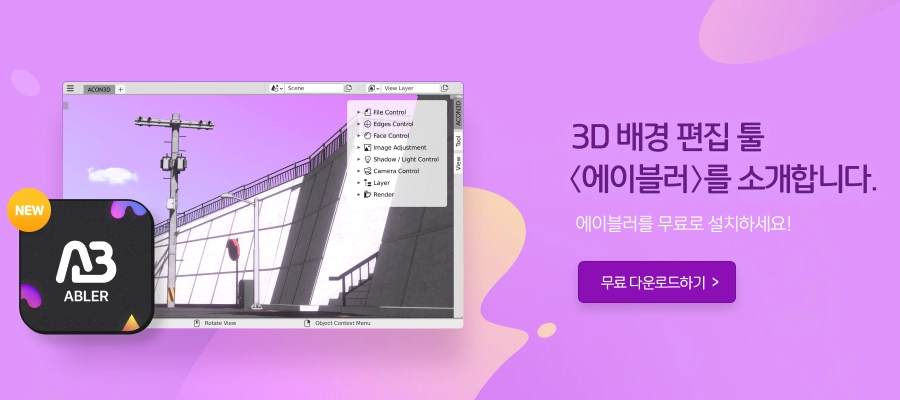 ACON3D
+
Scene
View Layer
File Control
Edges Control
Face Control
Image Adjustment
Shadow / Light Control
Camera Control
Layer
Render
ACON3D
Tool
View
Rotate View
Object Context Menu
NEW
AB
ABLER
3D 배경 편집 툴
〈에이블러〉를 소개합니다.
에이블러를 무료로 설치하세요!
무료 다운로드하기 >